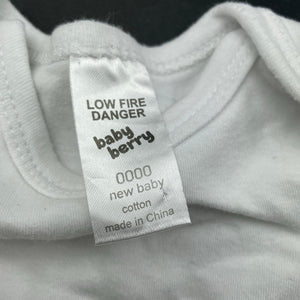 LOW FIRE
DANGER
baby
berry
0000
new baby
cotton
made in China